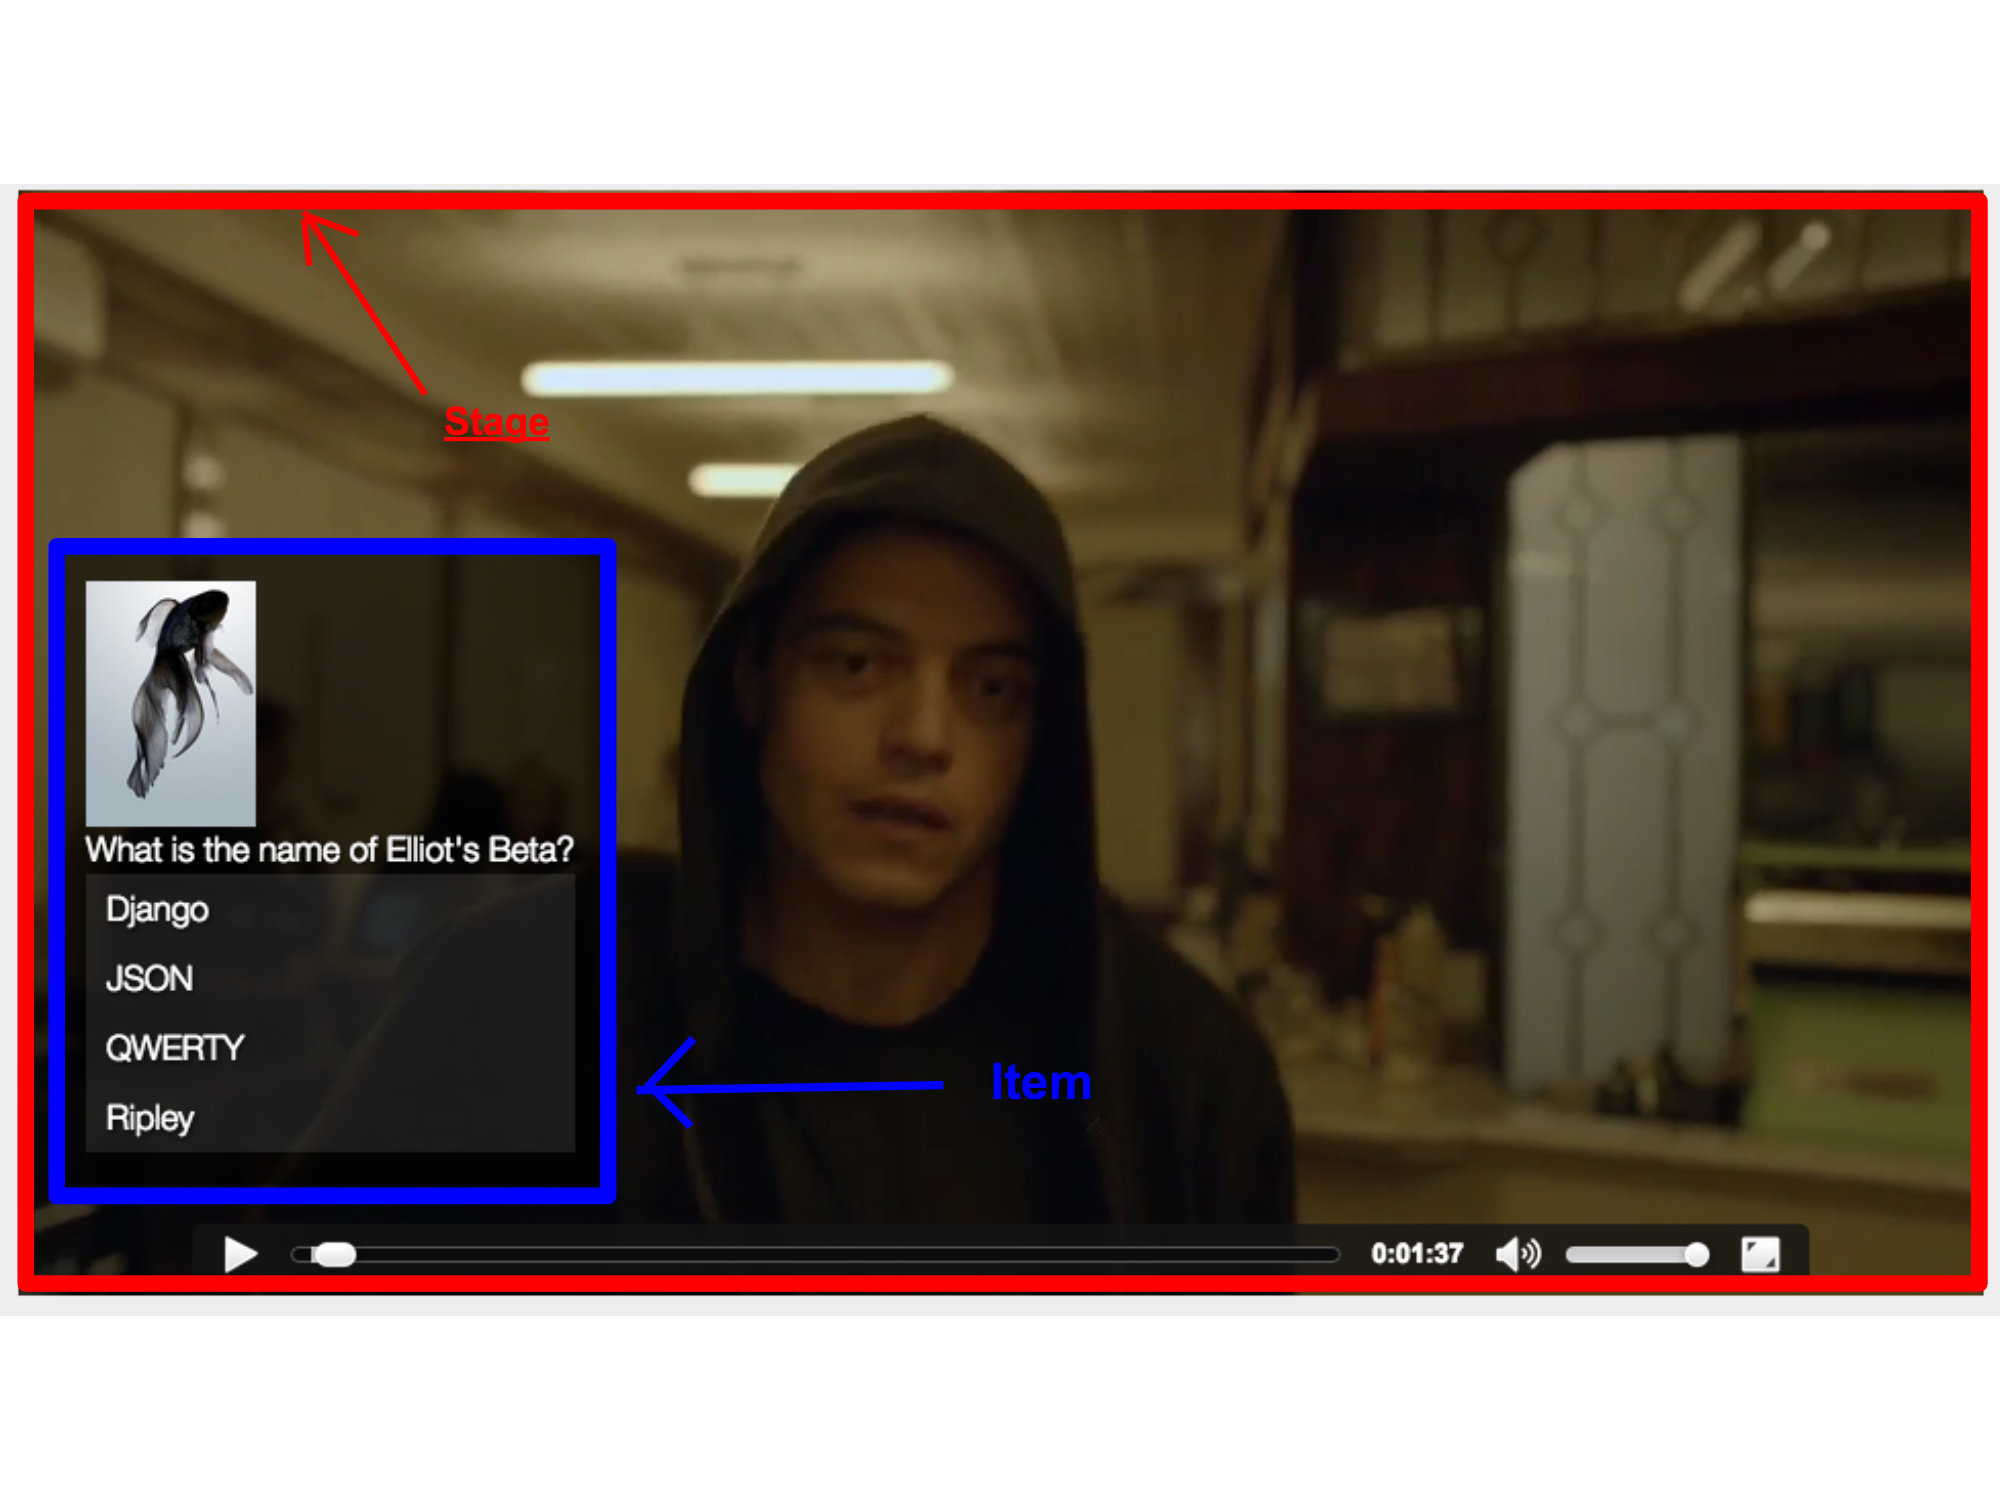 Stage
What is the name of Elliot's Beta?
Django
JSON
QWERTY
Ripley
Item
0:01:37